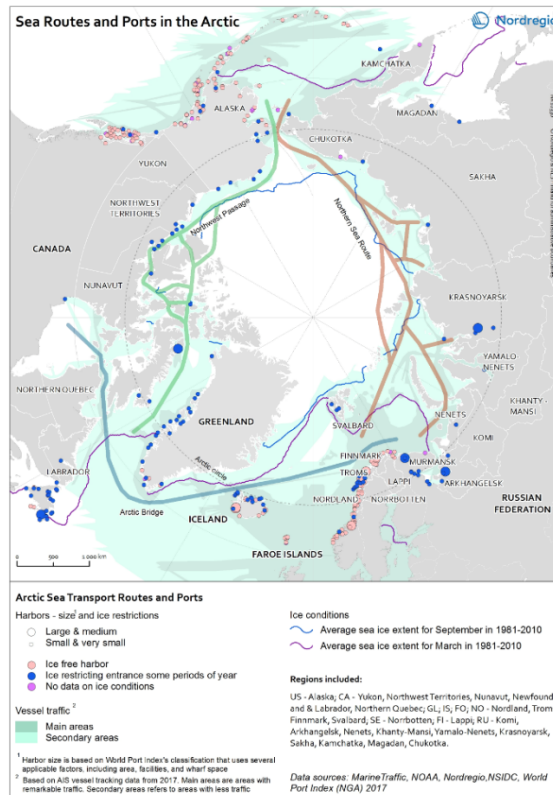 Sea Routes and Ports in the Arctic
Nordregio
KAMCHATKA
ALASKA
MAGADAN
CHUKOTKA
YUKON
SAKHA
NORTHWEST
TERRITORIES
Northwest Passage
Northern Sea Route
CANADA
NUNAVUT
KRASNOYARSK
YAMALO
NENETS
NORTHERN QUEBEC
KHANTY-
MANSI
GREENLAND
SVALBARD
NENETS
KOMI
FINNMARK
MURMANSK
LABRADOR
Arctic circle
TROMS
LAPPI
ARKHANGELSK
NORDLAND
NORRBOTTEN
RUSSIAN
FEDERATION
Arctic Bridge
ICELAND
FAROE ISLANDS
0 500 1 000 km
Arctic Sea Transport Routes and Ports
Harbors - size¹ and ice restrictions
Large & medium
Small & very small
Ice free harbor
Ice restricting entrance some periods of year
No data on ice conditions
Vessel traffic ²
Main areas
Secondary areas
¹ Harbor size is based on World Port Index's classification that uses several
applicable factors, including area, facilities, and wharf space
² Based on AIS vessel tracking data from 2017. Main areas are areas with
remarkable traffic. Secondary areas refers to areas with less traffic
Ice conditions
Average sea ice extent for September in 1981-2010
Average sea ice extent for March in 1981-2010
Regions included:
US - Alaska; CA - Yukon, Northwest Territories, Nunavut, Newfound
and & Labrador, Northern Quebec; GL; IS; FO; NO - Nordland, Trom
Finnmark, Svalbard, SE - Norrbotten; FI - Lappi; RU - Komi,
Arkhangelsk, Nenets, Khanty-Mansi, Yamalo-Nenets, Krasnoyarsk,
Sakha, Kamchatka, Magadan, Chukotka.
Data sources: MarineTraffic, NOAA, Nordregio,NSIDC, World
Port Index (NGA) 2017